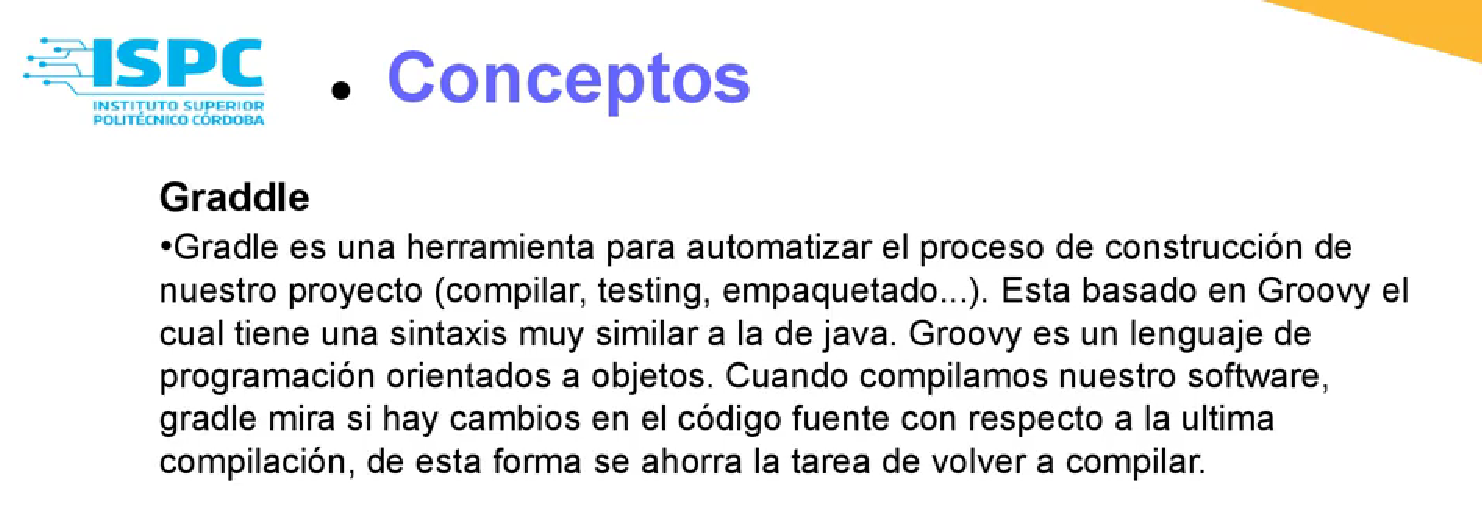 ISPC
INSTITUTO SUPERIOR
POLITÉCNICO CÓRDOBA
• Conceptos
Graddle
•Gradle es una herramienta para automatizar el proceso de construcción de
nuestro proyecto (compilar, testing, empaquetado...). Esta basado en Groovy el
cual tiene una sintaxis muy similar a la de java. Groovy es un lenguaje de
programación orientados a objetos. Cuando compilamos nuestro software,
gradle mira si hay cambios en el código fuente con respecto a la ultima
compilación, de esta forma se ahorra la tarea de volver a compilar.